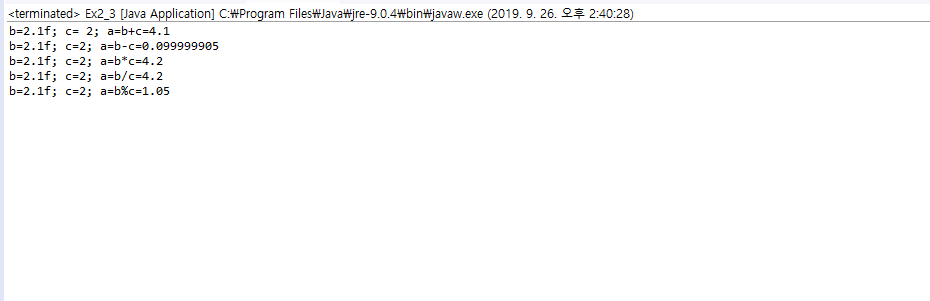 <terminated> Ex2_3 [Java Application] C:₩Program Files₩Java₩jre-9.0.4₩bin₩javaw.exe (2019. 9. 26. 오후 2:40:28)
b=2.1f; c= 2; a=b+c=4.1
b=2.1f; c=2; a=b-c=0.099999905
b=2.1f; c=2; a=b*c=4.2
b=2.1f; c=2; a=b/c=4.2
b=2.1f; c=2; a=b%c=1.05